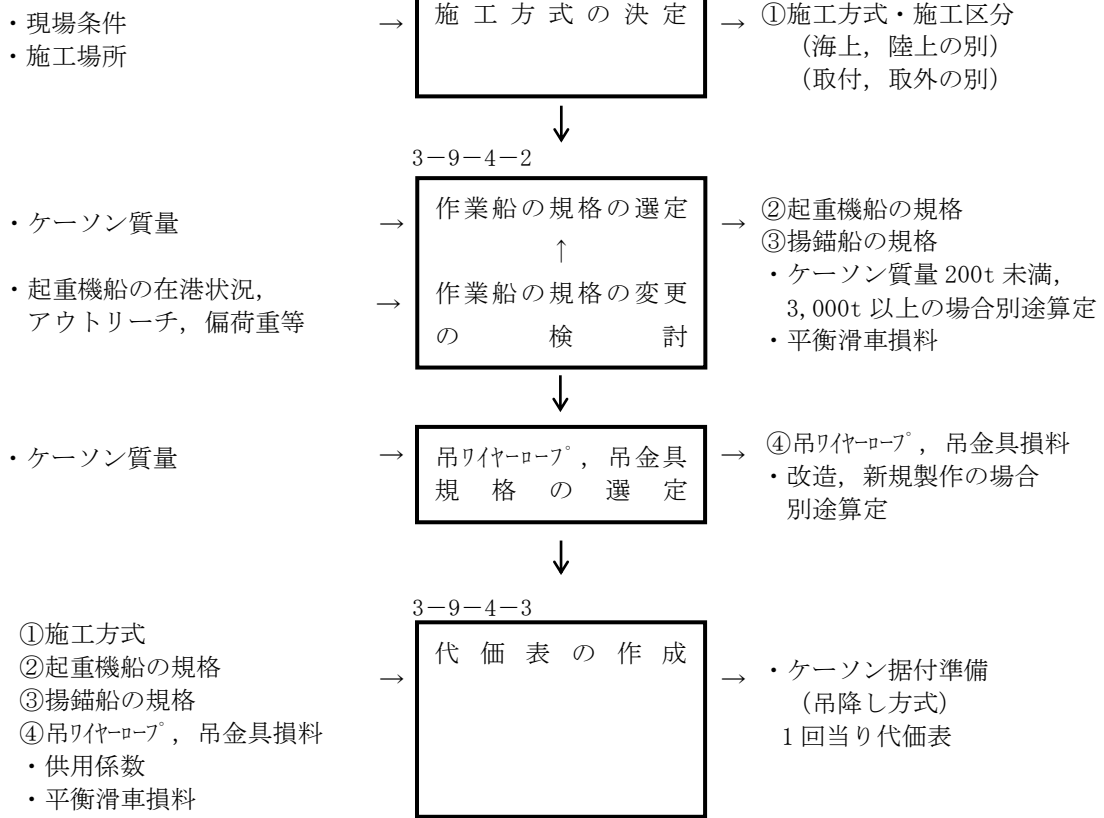 ・現場条件
・施工場所
→
施工方式の決定
→
①施工方式・施工区分
(海上，陸上の別)
(取付，取外の別)
↓
3－9－4－2
・ケーソン質量
→
・起重機船の在港状況，
アウトリーチ，偏荷重等
→
作業船の規格の選定
↑
作業船の規格の変更
の検討
→
②起重機船の規格
③揚錨船の規格
・ケーソン質量 200t 未満，
3,000t 以上の場合別途算定
・平衡滑車損料
↓
・ケーソン質量
→
吊ﾜｲﾔｰﾛｰﾌﾟ，吊金具
規格の選定
→
④吊ﾜｲﾔｰﾛｰﾌﾟ，吊金具損料
・改造，新規製作の場合
別途算定
↓
3－9－4－3
①施工方式
②起重機船の規格
③揚錨船の規格
④吊ﾜｲﾔｰﾛｰﾌﾟ，吊金具損料
・供用係数
・平衡滑車損料
→
代価表の作成
→
・ケーソン据付準備
(吊降し方式)
1回当り代価表